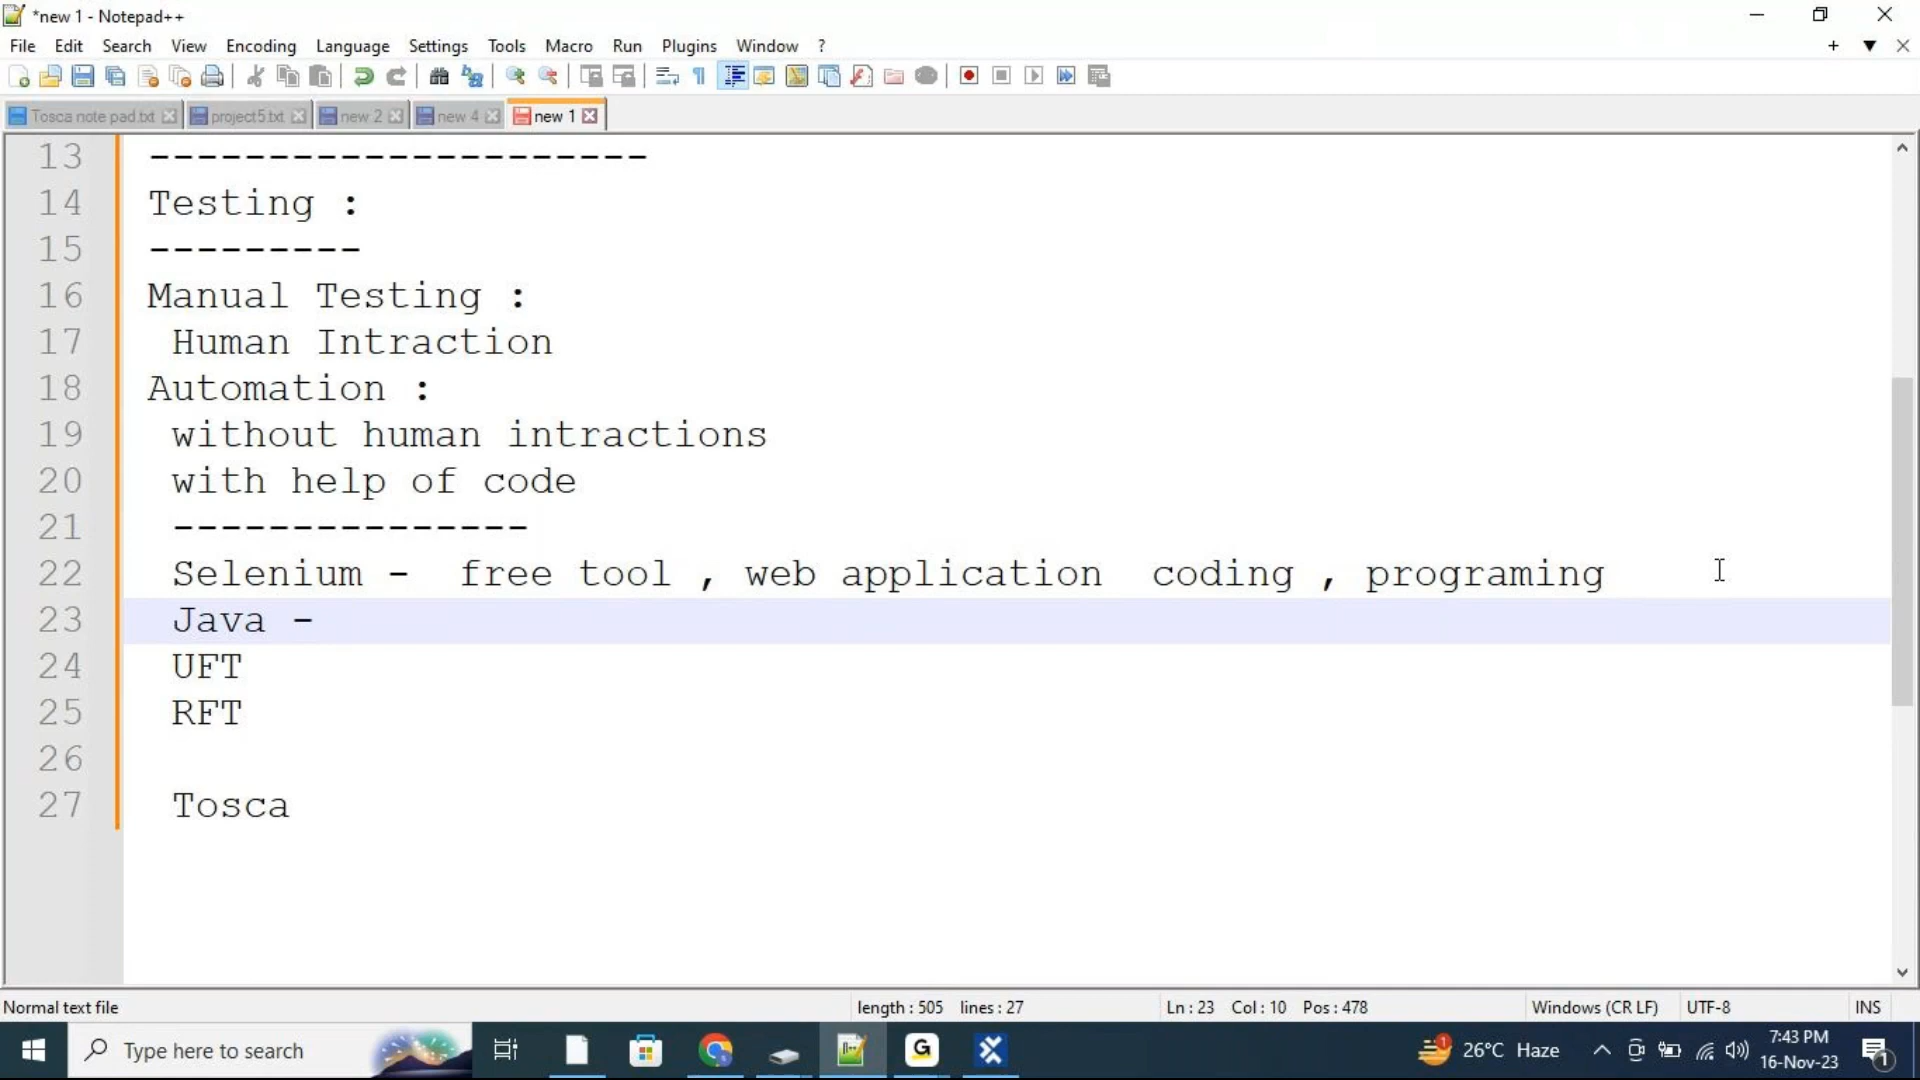 *new 1 - Notepad++
File Edit Search View Encoding Language Settings Tools Macro Run Plugins Window ?
Tosca note pad.txt project5.txt new 2 new 4 new 1
13 ---------------------
14 Testing :
15 ---------
16 Manual Testing :
17 Human Intraction
18 Automation :
19 without human intractions
20 with help of code
21 ---------------
22 Selenium - free tool , web application coding , programing
23 Java -
24 UFT
25 RFT
26
27 Tosca
Normal text file length : 505 lines : 27 Ln : 23 Col : 10 Pos : 478 Windows (CR LF) UTF-8 INS
Type here to search 26°C Haze 7:43 PM
16-Nov-23